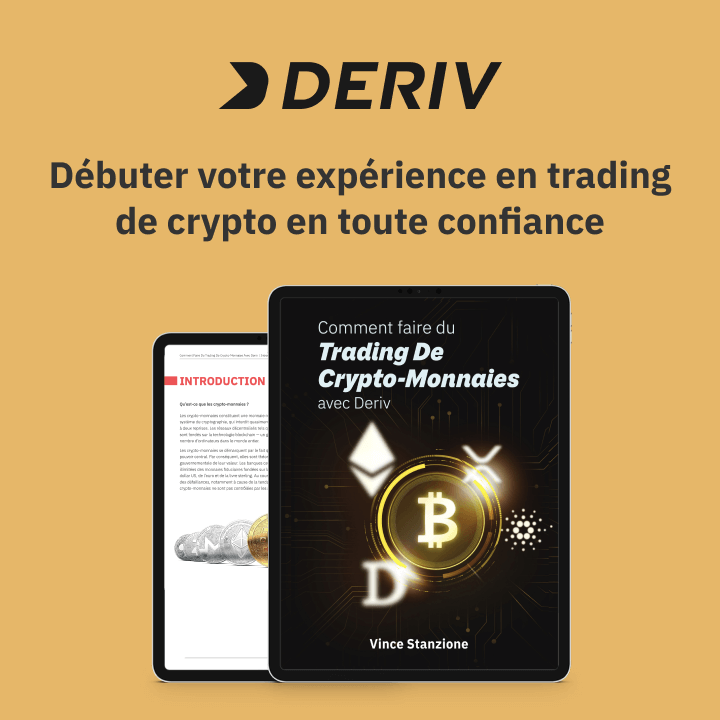 DERIV
Débuter votre expérience en trading
de crypto en toute confiance
Comment faire du
Trading De
Crypto-Monnaies
avec Deriv
Vince Stanzione
INTRODUCTION
Qu'est-ce que les crypto-monnaies ?